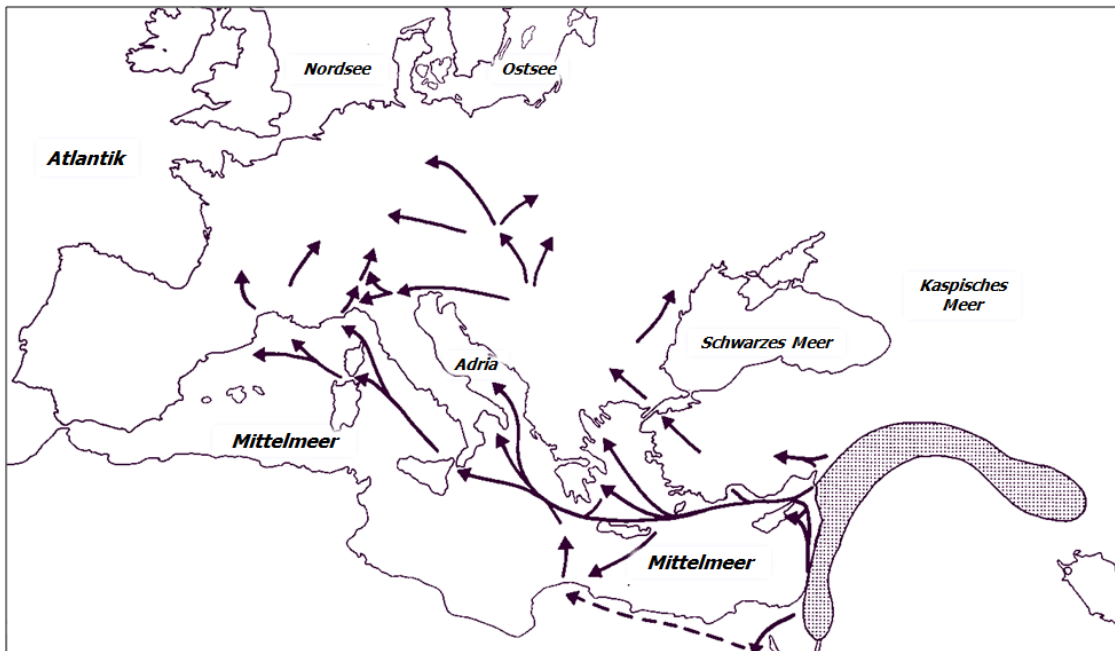 Nordsee
Ostsee
Atlantik
Kaspisches
Meer
Schwarzes Meer
Adria
Mittelmeer
Mittelmeer